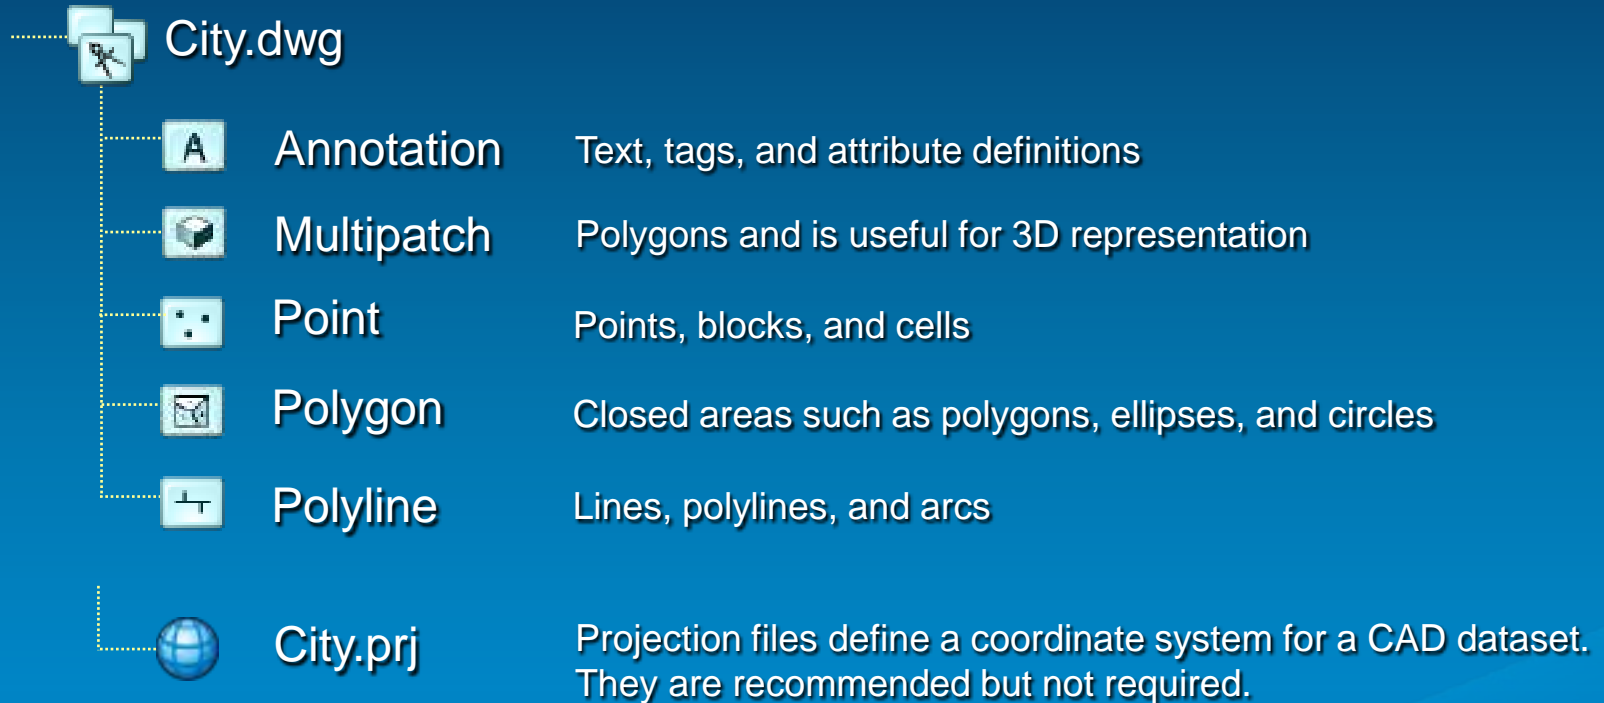 City.dwg
A
Annotation Text, tags, and attribute definitions
Multipatch Polygons and is useful for 3D representation
Point Points, blocks, and cells
Polygon Closed areas such as polygons, ellipses, and circles
Polyline Lines, polylines, and arcs
City.prj Projection files define a coordinate system for a CAD dataset.
They are recommended but not required.